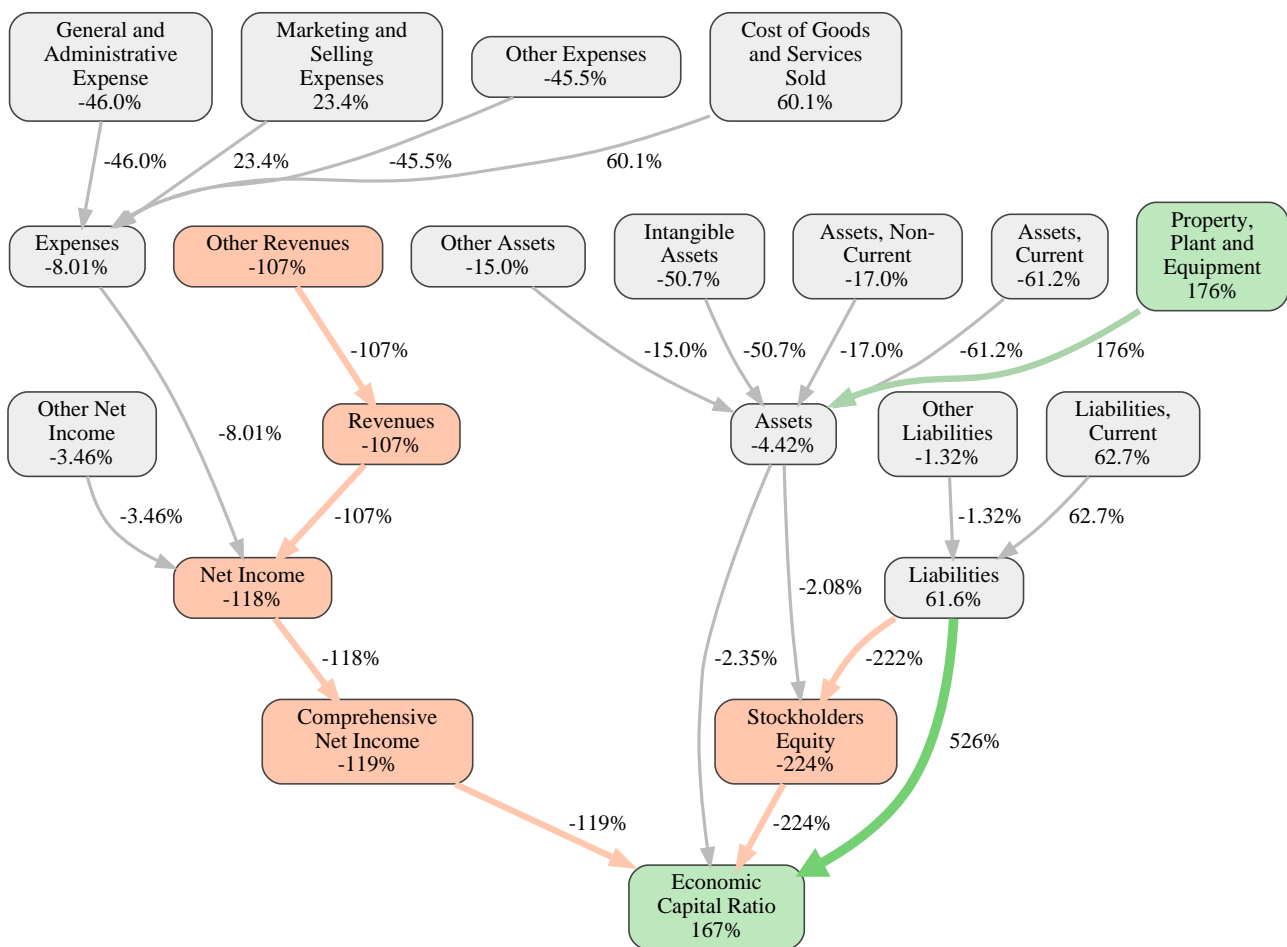 General and
Administrative
Expense
-46.0%
Marketing and
Selling
Expenses
23.4%
Other Expenses
-45.5%
Cost of Goods
and Services
Sold
60.1%
-46.0%
23.4%
-45.5%
60.1%
Expenses
-8.01%
Other Revenues
-107%
Other Assets
-15.0%
Intangible
Assets
-50.7%
Assets, Non-
Current
-17.0%
Assets,
Current
-61.2%
Property,
Plant and
Equipment
176%
-107%
-15.0%
-50.7%
-17.0%
-61.2%
176%
Other Net
Income
-3.46%
-8.01%
Revenues
-107%
Assets
-4.42%
Other
Liabilities
-1.32%
Liabilities,
Current
62.7%
-3.46%
-107%
-1.32%
62.7%
Net Income
-118%
-2.08%
Liabilities
61.6%
-118%
-2.35%
-222%
Comprehensive
Net Income
-119%
Stockholders
Equity
-224%
526%
-119%
-224%
Economic
Capital Ratio
167%